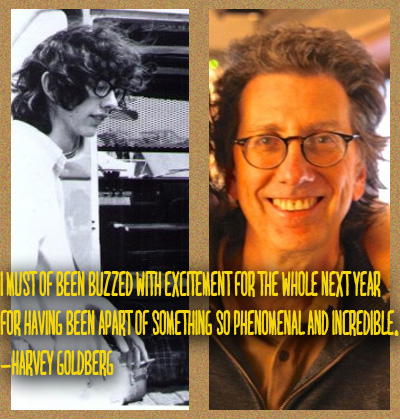 I MUST OF BEEN BUZZED WITH EXCITEMENT FOR THE WHOLE NEXT YEAR
FOR HAVING BEEN APART OF SOMETHING SO PHENOMENAL AND INCREDIBLE.
-HARVEY GOLDBERG